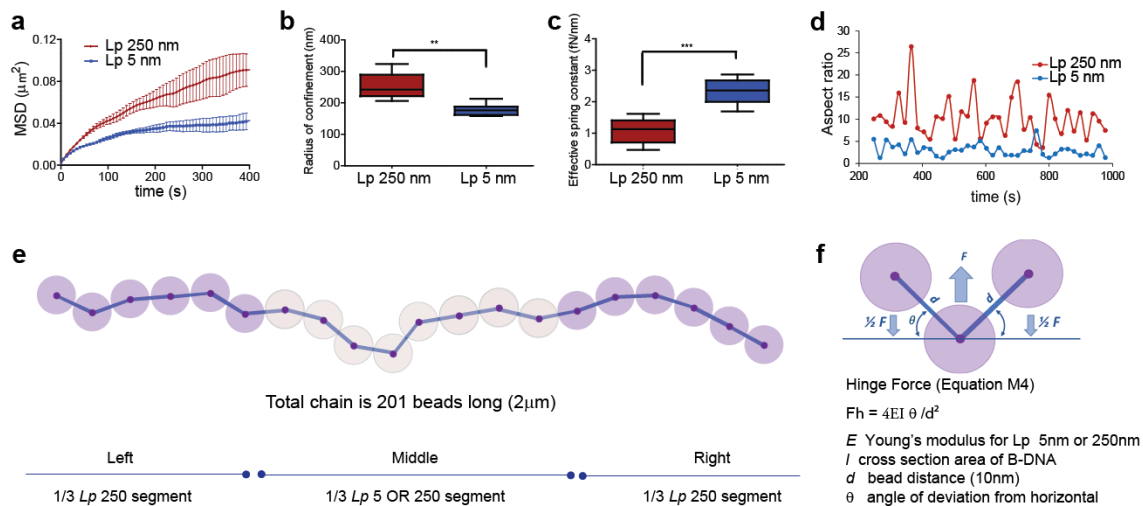 a
MSD (μm²)
0.12
0.08
0.04
0.00
Lp 250 nm
Lp 5 nm
0
100
200
300
400
time (s)
b
Radius of confinement (nm)
400
300
200
100
0
**
Lp 250 nm
Lp 5 nm
c
Effective spring constant (fN/nm)
4
3
2
1
0
***
Lp 250 nm
Lp 5 nm
d
Aspect ratio
30
25
20
15
10
5
0
Lp 250 nm
Lp 5 nm
200
400
600
800
1000
time (s)
e
Total chain is 201 beads long (2μm)
Left
Middle
Right
1/3 Lp 250 segment
1/3 Lp 5 OR 250 segment
1/3 Lp 250 segment
f
F
d
d
½ F
θ
½ F
Hinge Force (Equation M4)
Fh = 4EI θ /d²
E Young's modulus for Lp 5nm or 250nm
I cross section area of B-DNA
d bead distance (10nm)
θ angle of deviation from horizontal